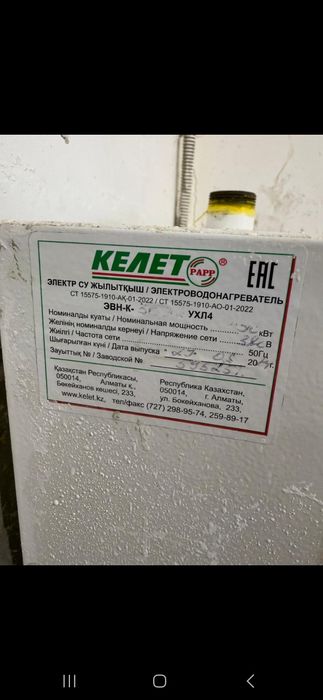 КЕЛЕТ PAPP ® EAC
ЭЛЕКТР СУ ЖЫЛЫТҚЫШ / ЭЛЕКТРОВОДОНАГРЕВАТЕЛЬ
СТ 15575-1910-АК-01-2022 / СТ 15575-1910-АО-01-2022
ЭВН-К- УХЛ4
Номиналды қуаты / Номинальная мощность кВт
Желінің номиналды кернеуі / Напряжение сети В
Жиілігі / Частота сети 50Гц
Шығарылған күні / Дата выпуска " 27 " 20 г.
Зауыттық № / Заводской №
Қазақстан Республикасы,
050014, Алматы қ.,
Бөкейханов көшесі, 233,
www.kelet.kz,
Республика Казахстан,
050014, г. Алматы,
ул. Бокейханова, 233,
тел/факс (727) 298-95-74, 259-89-17